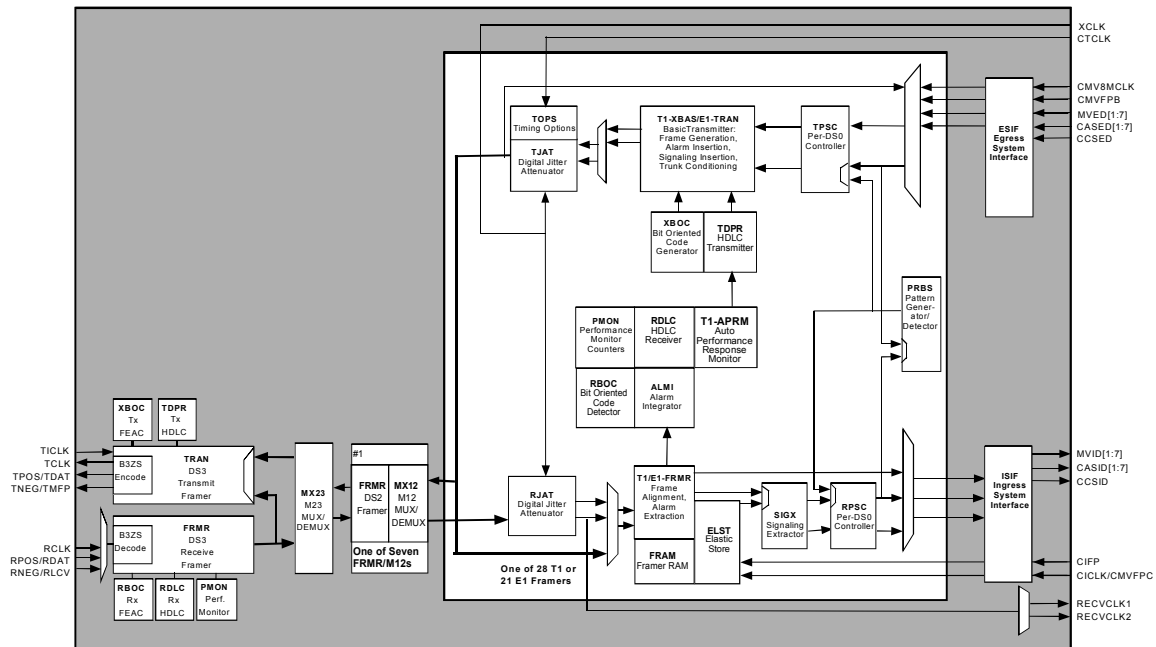 XCLK
CTCLK
CMV8MCLK
CMVFPB
MVED[1:7]
CASED[1:7]
CCSED
ESIF
Egress
System
Interface
TOPS
Timing Options
TJAT
Digital Jitter
Attenuator
T1-XBAS/E1-TRAN
BasicTransmitter:
Frame Generation,
Alarm Insertion,
Signaling Insertion,
Trunk Conditioning
TPSC
Per-DS0
Controller
XBOC
Bit Oriented
Code
Generator
TDPR
HDLC
Transmitter
PRBS
Pattern
Gener-
ator/
Detector
PMON
Performance
Monitor
Counters
RDLC
HDLC
Receiver
T1-APRM
Auto
Performance
Response
Monitor
RBOC
Bit Oriented
Code
Detector
ALMI
Alarm
Integrator
XBOC
Tx
FEAC
TDPR
Tx
HDLC
TICLK
TCLK
TPOS/TDAT
TNEG/TMFP
B3ZS
Encode
TRAN
DS3
Transmit
Framer
RCLK
RPOS/RDAT
RNEG/RLCV
B3ZS
Decode
FRMR
DS3
Receive
Framer
RBOC
Rx
FEAC
RDLC
Rx
HDLC
PMON
Perf.
Monitor
MX23
M23
MUX/
DEMUX
#1
FRMR
DS2
Framer
MX12
M12
MUX/
DEMUX
One of Seven
FRMR/M12s
RJAT
Digital Jitter
Attenuator
One of 28 T1 or
21 E1 Framers
T1/E1-FRMR
Frame
Alignment,
Alarm
Extraction
FRAM
Framer RAM
ELST
Elastic
Store
SIGX
Signaling
Extractor
RPSC
Per-DS0
Controller
ISIF
Ingress
System
Interface
MVID[1:7]
CASID[1:7]
CCSID
CIFP
CICLK/CMVFPC
RECVCLK1
RECVCLK2